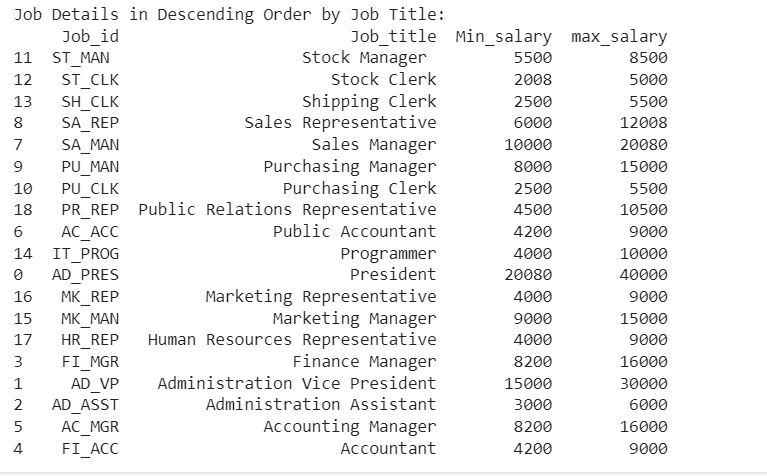 Job Details in Descending Order by Job Title:
Job_id Job_title Min_salary max_salary
11 ST_MAN Stock Manager 5500 8500
12 ST_CLK Stock Clerk 2008 5000
13 SH_CLK Shipping Clerk 2500 5500
8 SA_REP Sales Representative 6000 12008
7 SA_MAN Sales Manager 10000 20080
9 PU_MAN Purchasing Manager 8000 15000
10 PU_CLK Purchasing Clerk 2500 5500
18 PR_REP Public Relations Representative 4500 10500
6 AC_ACC Public Accountant 4200 9000
14 IT_PROG Programmer 4000 10000
0 AD_PRES President 20080 40000
16 MK_REP Marketing Representative 4000 9000
15 MK_MAN Marketing Manager 9000 15000
17 HR_REP Human Resources Representative 4000 9000
3 FI_MGR Finance Manager 8200 16000
1 AD_VP Administration Vice President 15000 30000
2 AD_ASST Administration Assistant 3000 6000
5 AC_MGR Accounting Manager 8200 16000
4 FI_ACC Accountant 4200 9000